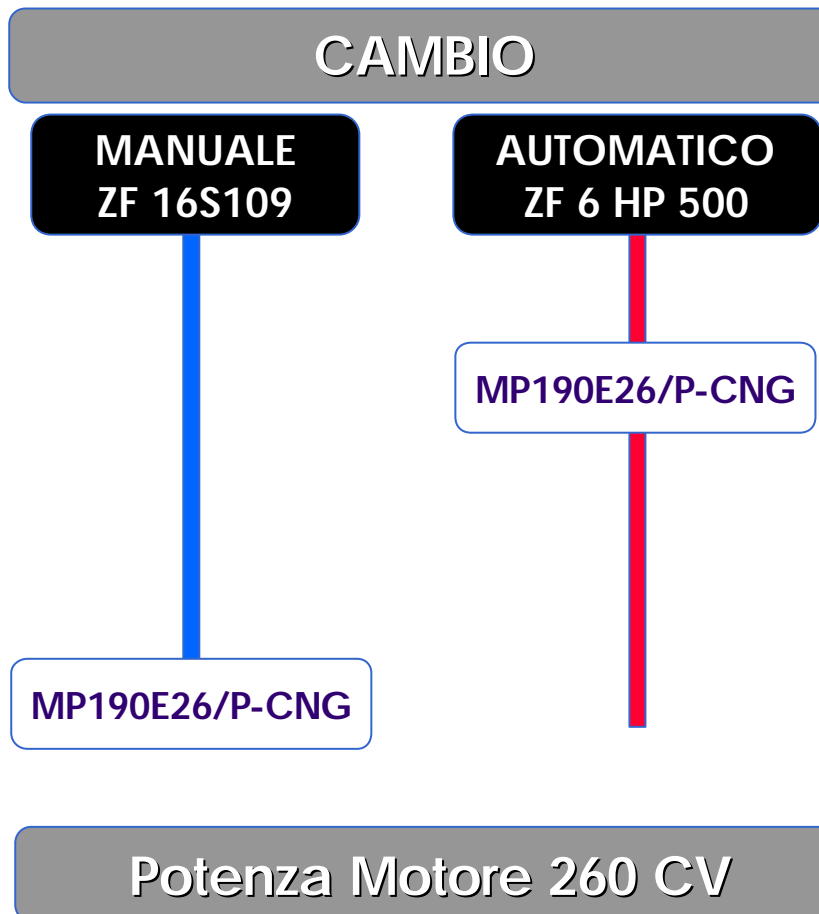 CAMBIO
MANUALE
ZF 16S109
AUTOMATICO
ZF 6 HP 500
MP190E26/P-CNG
MP190E26/P-CNG
Potenza Motore 260 CV